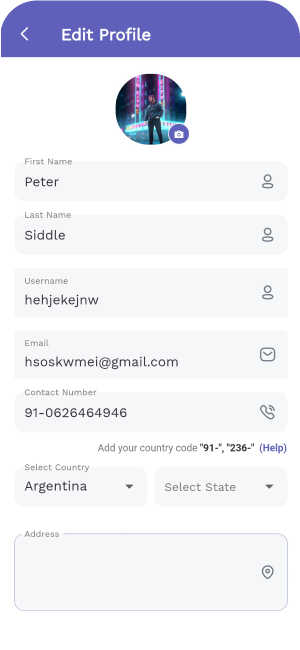 Edit Profile
First Name
Peter
Last Name
Siddle
Username
hehjekejnw
Email
hsoskwmei@gmail.com
Contact Number
91-0626464946
Add your country code "91-", "236-" (Help)
Select Country
Argentina
Select State
Address